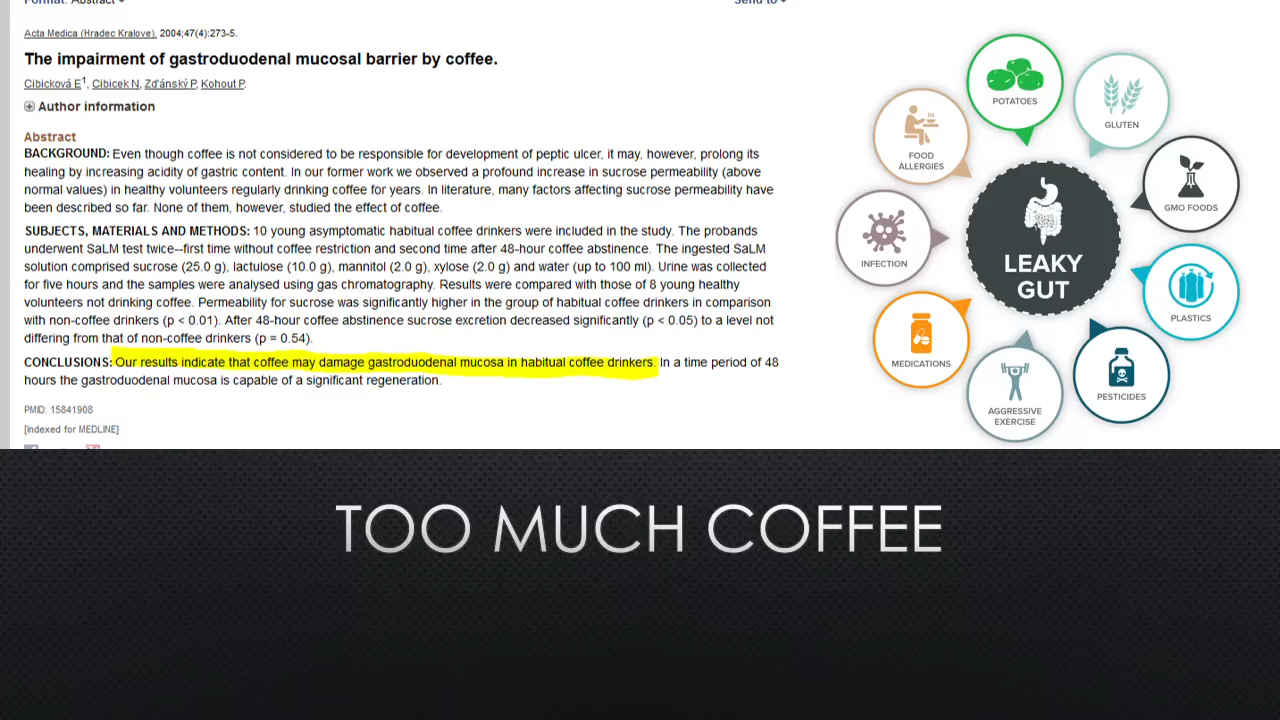 Format: Abstract
Send to
Acta Medica (Hradec Kralove). 2004;47(4):273-5.
The impairment of gastroduodenal mucosal barrier by coffee.
Cibicková E1, Cibicek N, Zd'ánský P, Kohout P.
Author information
Abstract
BACKGROUND: Even though coffee is not considered to be responsible for development of peptic ulcer, it may, however, prolong its
healing by increasing acidity of gastric content. In our former work we observed a profound increase in sucrose permeability (above
normal values) in healthy volunteers regularly drinking coffee for years. In literature, many factors affecting sucrose permeability have
been described so far. None of them, however, studied the effect of coffee.
SUBJECTS, MATERIALS AND METHODS: 10 young asymptomatic habitual coffee drinkers were included in the study. The probands
underwent SaLM test twice--first time without coffee restriction and second time after 48-hour coffee abstinence. The ingested SaLM
solution comprised sucrose (25.0 g), lactulose (10.0 g), mannitol (2.0 g), xylose (2.0 g) and water (up to 100 ml). Urine was collected
for five hours and the samples were analysed using gas chromatography. Results were compared with those of 8 young healthy
volunteers not drinking coffee. Permeability for sucrose was significantly higher in the group of habitual coffee drinkers in comparison
with non-coffee drinkers (p < 0.01). After 48-hour coffee abstinence sucrose excretion decreased significantly (p < 0.05) to a level not
differing from that of non-coffee drinkers (p = 0.54).
CONCLUSIONS: Our results indicate that coffee may damage gastroduodenal mucosa in habitual coffee drinkers. In a time period of 48
hours the gastroduodenal mucosa is capable of a significant regeneration.
PMID: 15841908
[Indexed for MEDLINE]
POTATOES
GLUTEN
GMO FOODS
PLASTICS
PESTICIDES
AGGRESSIVE
EXERCISE
MEDICATIONS
INFECTION
FOOD
ALLERGIES
LEAKY
GUT
TOO MUCH COFFEE